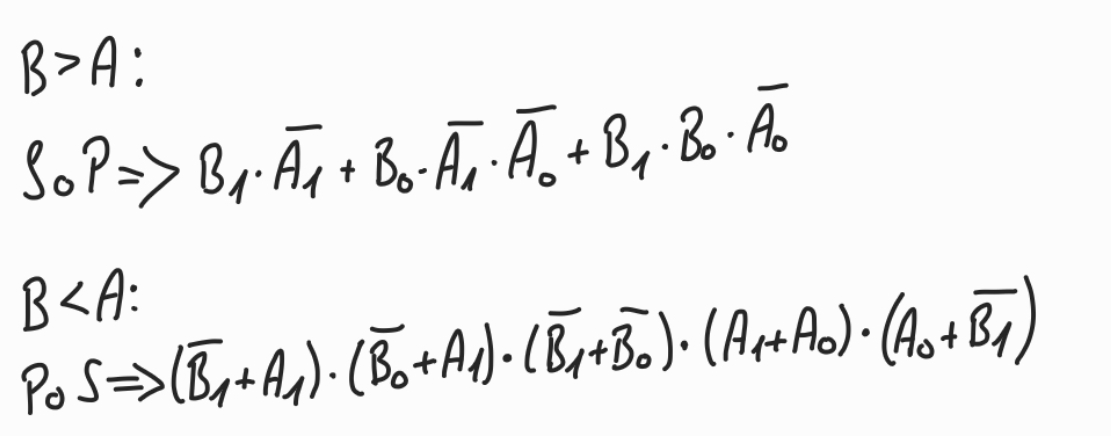 B > A :
SoP => B₁ · A̅₁ + B₀ · A̅₁ · A̅₀ + B₁ · B₀ · A̅₀
B < A :
PoS => (B̅₁ + A₁) · (B̅₀ + A₁) · (B̅₁ + B̅₀) · (A₁ + A₀) · (A₀ + B̅₁)